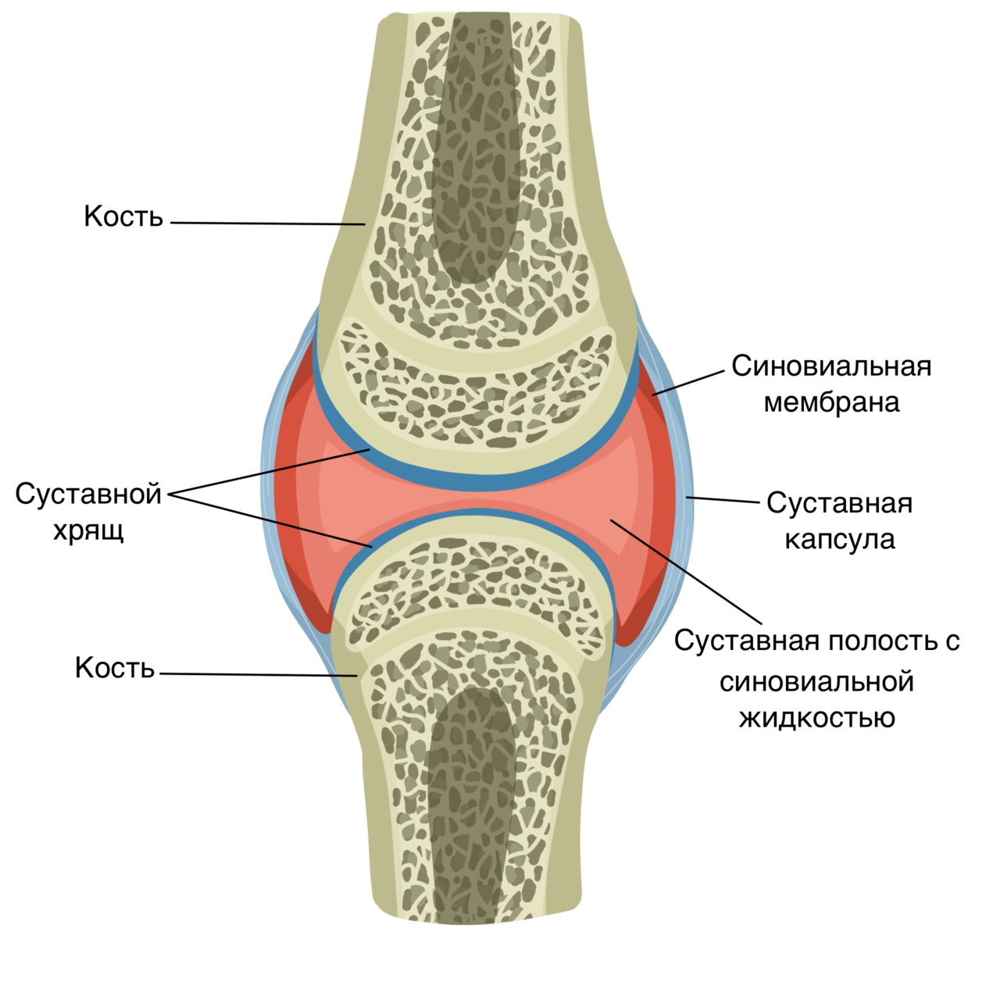 Кость
Синовиальная
мембрана
Суставной
хрящ
Суставная
капсула
Суставная полость с
синовиальной
жидкостью
Кость